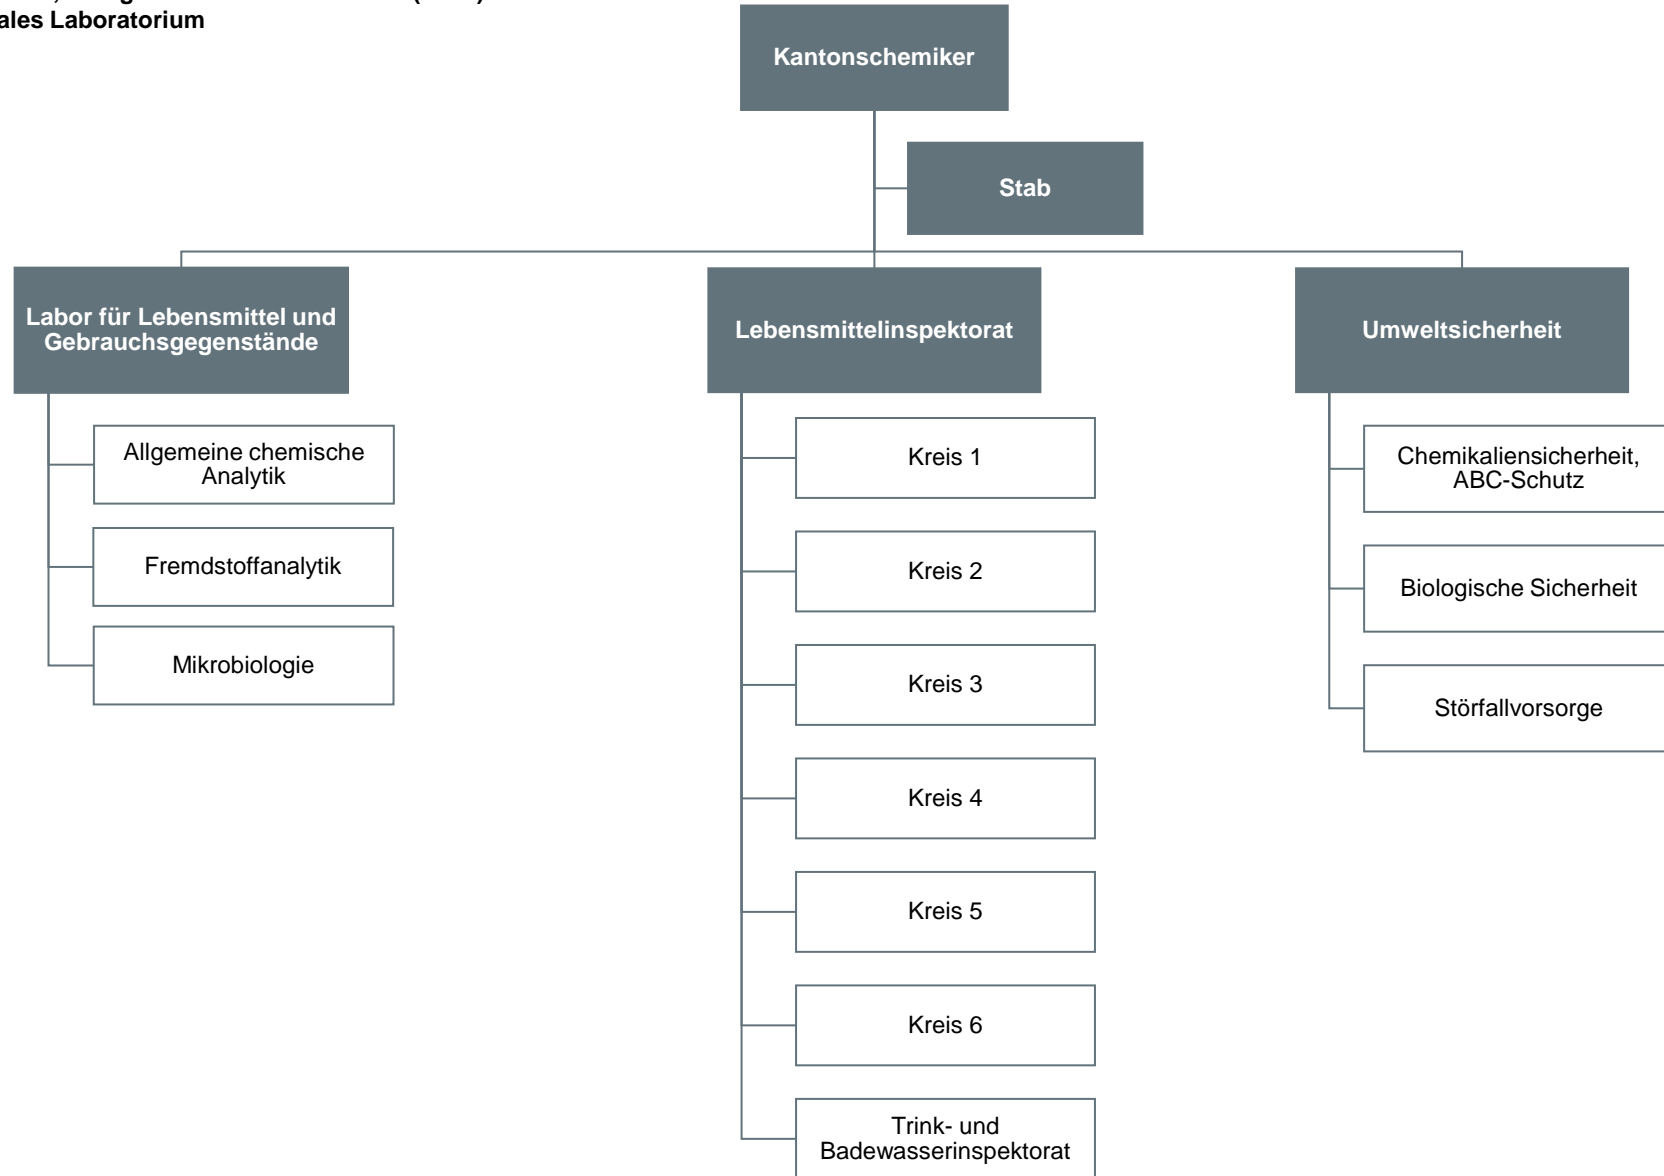 ales Laboratorium
Kantonschemiker
Stab
Labor für Lebensmittel und
Gebrauchsgegenstände
Lebensmittelinspektorat
Umweltsicherheit
Allgemeine chemische
Analytik
Fremdstoffanalytik
Mikrobiologie
Kreis 1
Kreis 2
Kreis 3
Kreis 4
Kreis 5
Kreis 6
Trink- und
Badewasserinspektorat
Chemikaliensicherheit,
ABC-Schutz
Biologische Sicherheit
Störfallvorsorge